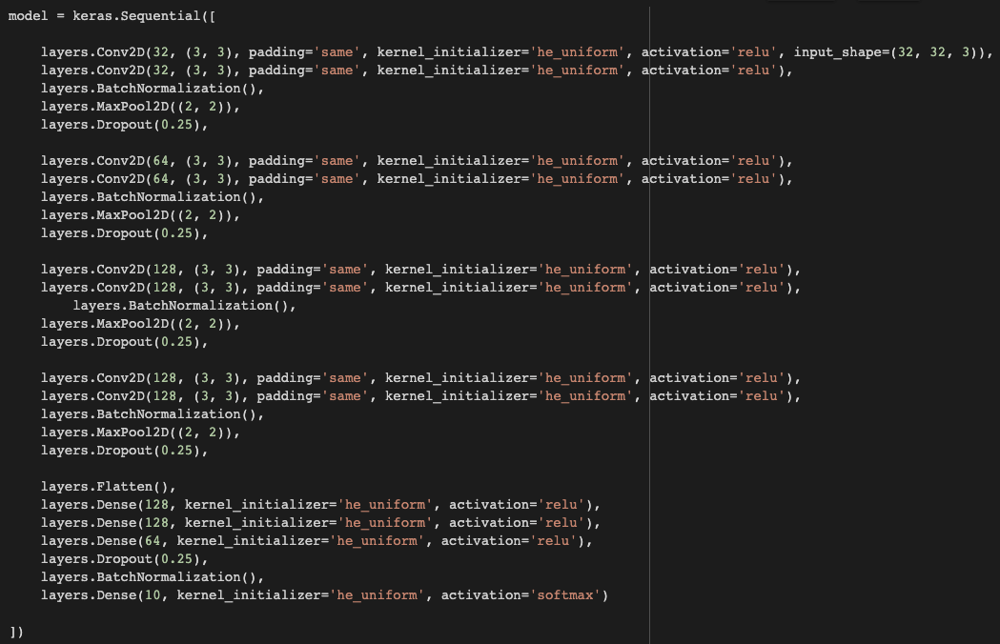 model = keras.Sequential([
layers.Conv2D(32, (3, 3), padding='same', kernel_initializer='he_uniform', activation='relu', input_shape=(32, 32, 3)),
layers.Conv2D(32, (3, 3), padding='same', kernel_initializer='he_uniform', activation='relu'),
layers.BatchNormalization(),
layers.MaxPool2D((2, 2)),
layers.Dropout(0.25),
layers.Conv2D(64, (3, 3), padding='same', kernel_initializer='he_uniform', activation='relu'),
layers.Conv2D(64, (3, 3), padding='same', kernel_initializer='he_uniform', activation='relu'),
layers.BatchNormalization(),
layers.MaxPool2D((2, 2)),
layers.Dropout(0.25),
layers.Conv2D(128, (3, 3), padding='same', kernel_initializer='he_uniform', activation='relu'),
layers.Conv2D(128, (3, 3), padding='same', kernel_initializer='he_uniform', activation='relu'),
layers.BatchNormalization(),
layers.MaxPool2D((2, 2)),
layers.Dropout(0.25),
layers.Conv2D(128, (3, 3), padding='same', kernel_initializer='he_uniform', activation='relu'),
layers.Conv2D(128, (3, 3), padding='same', kernel_initializer='he_uniform', activation='relu'),
layers.BatchNormalization(),
layers.MaxPool2D((2, 2)),
layers.Dropout(0.25),
layers.Flatten(),
layers.Dense(128, kernel_initializer='he_uniform', activation='relu'),
layers.Dense(128, kernel_initializer='he_uniform', activation='relu'),
layers.Dense(64, kernel_initializer='he_uniform', activation='relu'),
layers.Dropout(0.25),
layers.BatchNormalization(),
layers.Dense(10, kernel_initializer='he_uniform', activation='softmax')
])